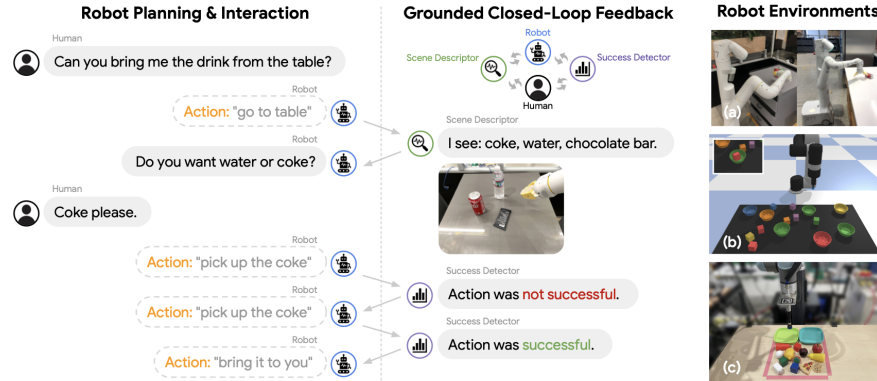 Robot Planning & Interaction
Human
Can you bring me the drink from the table?
Robot
Action: "go to table"
Robot
Do you want water or coke?
Human
Coke please.
Robot
Action: "pick up the coke"
Robot
Action: "pick up the coke"
Robot
Action: "bring it to you"
Grounded Closed-Loop Feedback
Robot
Scene Descriptor
Success Detector
Human
Scene Descriptor
I see: coke, water, chocolate bar.
Success Detector
Action was not successful.
Success Detector
Action was successful.
Robot Environments
(a)
(b)
(c)